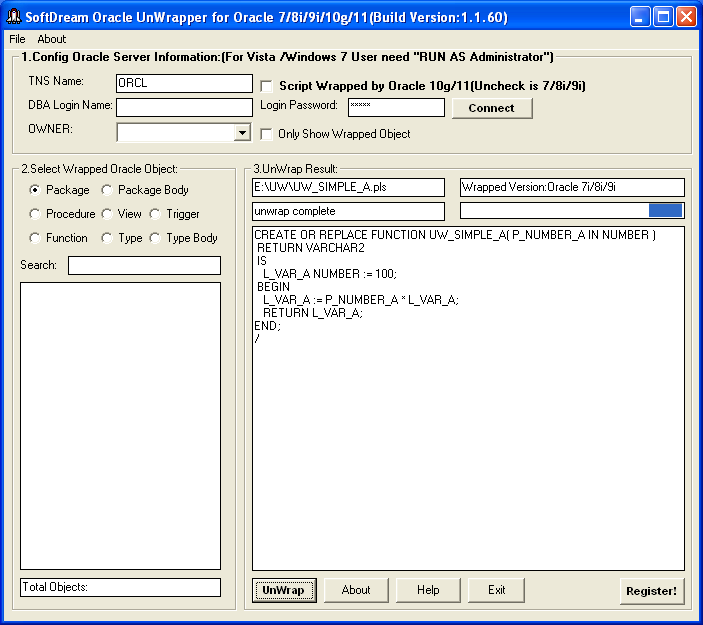 SoftDream Oracle UnWrapper for Oracle 7/8i/9i/10g/11(Build Version:1.1.60)
File About
1.Config Oracle Server Information:(For Vista /Windows 7 User need "RUN AS Administrator")
TNS Name: ORCL Script Wrapped by Oracle 10g/11(Uncheck is 7/8i/9i)
DBA Login Name: Login Password: ***** Connect
OWNER: Only Show Wrapped Object
2.Select Wrapped Oracle Object:
Package Package Body
Procedure View Trigger
Function Type Type Body
Search:
Total Objects:
3.UnWrap Result:
E:\UW\UW_SIMPLE_A.pls Wrapped Version:Oracle 7i/8i/9i
unwrap complete
CREATE OR REPLACE FUNCTION UW_SIMPLE_A( P_NUMBER_A IN NUMBER )
RETURN VARCHAR2
IS
L_VAR_A NUMBER := 100;
BEGIN
L_VAR_A := P_NUMBER_A * L_VAR_A;
RETURN L_VAR_A;
END;
/
UnWrap About Help Exit Register!